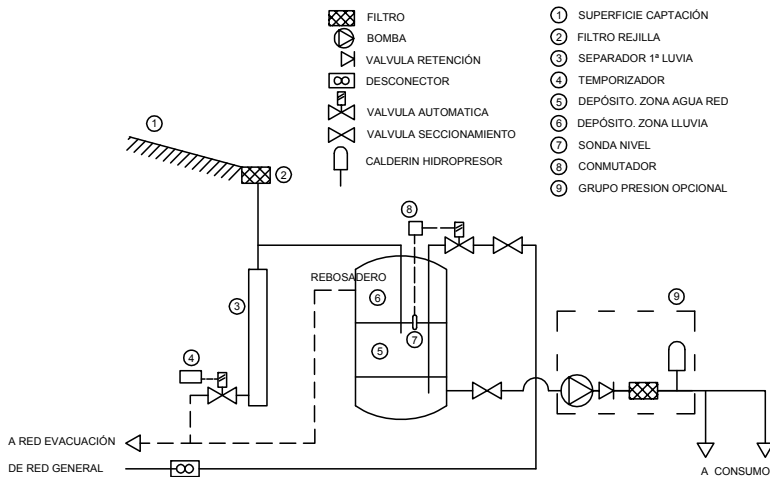 FILTRO
BOMBA
VALVULA RETENCIÓN
DESCONECTOR
VALVULA AUTOMATICA
VALVULA SECCIONAMIENTO
CALDERIN HIDROPRESOR
1 SUPERFICIE CAPTACIÓN
2 FILTRO REJILLA
3 SEPARADOR 1ª LUVIA
4 TEMPORIZADOR
5 DEPÓSITO. ZONA AGUA RED
6 DEPÓSITO. ZONA LLUVIA
7 SONDA NIVEL
8 CONMUTADOR
9 GRUPO PRESION OPCIONAL
1
2
8
REBOSADERO
6
9
3
7
5
4
A RED EVACUACIÓN
DE RED GENERAL
A CONSUMO